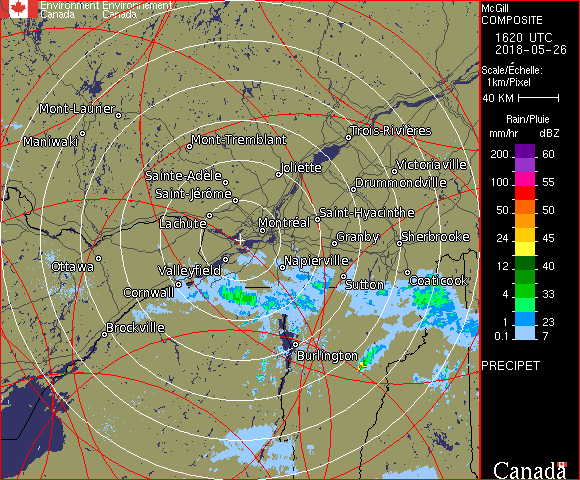 Environment Environnement
Canada Canada
McGill
COMPOSITE
1620 UTC
2018-05-26
Scale/Échelle:
1km/Pixel
40 KM
Rain/Pluie
mm/hr dBZ
200 60
150 57
100 55
50 50
24 45
12 40
4 33
1 23
0.1 7
PRECIPET
Canada
Mont-Laurier
Maniwaki
Mont-Tremblant
Trois-Rivières
Sainte-Adèle
Joliette
Victoriaville
Saint-Jérôme
Drummondville
Lachute
Montréal
Saint-Hyacinthe
Granby
Sherbrooke
Ottawa
Valleyfield
Napierville
Cornwall
Sutton
Coaticook
Brockville
Burlington